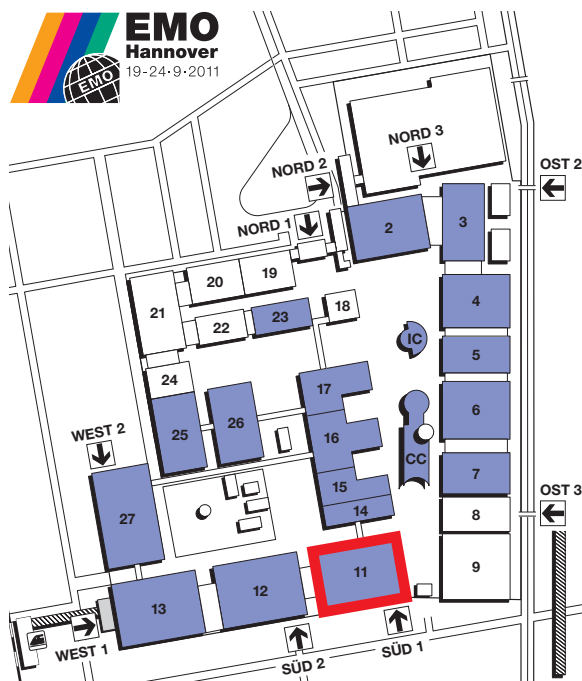 EMO
Hannover
19-24·9·2011
EMO
NORD 3
NORD 2
OST 2
NORD 1
2
3
19
20
21
23
18
22
4
IC
5
24
17
6
26
25
16
WEST 2
CC
7
15
27
14
8
OST 3
11
9
12
13
WEST 1
SÜD 2
SÜD 1